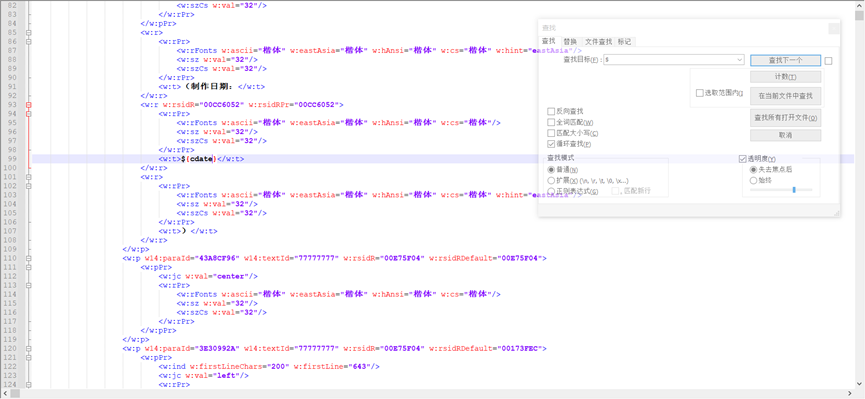 82 <w:szCs w:val="32"/>
83 </w:rPr>
84 </w:pPr>
85 <w:r>
86 <w:rPr>
87 <w:rFonts w:ascii="楷体" w:eastAsia="楷体" w:hAnsi="楷体" w:cs="楷体" w:hint="eastAsia"/>
88 <w:sz w:val="32"/>
89 <w:szCs w:val="32"/>
90 </w:rPr>
91 <w:t>（制作日期：</w:t>
92 </w:r>
93 <w:r w:rsidR="00CC6052" w:rsidRPr="00CC6052">
94 <w:rPr>
95 <w:rFonts w:ascii="楷体" w:eastAsia="楷体" w:hAnsi="楷体" w:cs="楷体"/>
96 <w:sz w:val="32"/>
97 <w:szCs w:val="32"/>
98 </w:rPr>
99 <w:t>${cdate}</w:t>
100 </w:r>
101 <w:r>
102 <w:rPr>
103 <w:rFonts w:ascii="楷体" w:eastAsia="楷体" w:hAnsi="楷体" w:cs="楷体" w:hint="eastAsia"/>
104 <w:sz w:val="32"/>
105 <w:szCs w:val="32"/>
106 </w:rPr>
107 <w:t>）</w:t>
108 </w:r>
109 </w:p>
110 <w:p w14:paraId="43A8CF96" w14:textId="77777777" w:rsidR="00E75F04" w:rsidRDefault="00E75F04">
111 <w:pPr>
112 <w:jc w:val="center"/>
113 <w:rPr>
114 <w:rFonts w:ascii="楷体" w:eastAsia="楷体" w:hAnsi="楷体" w:cs="楷体"/>
115 <w:sz w:val="32"/>
116 <w:szCs w:val="32"/>
117 </w:rPr>
118 </w:pPr>
119 </w:p>
120 <w:p w14:paraId="3E30992A" w14:textId="77777777" w:rsidR="00E75F04" w:rsidRDefault="00173FEC">
121 <w:pPr>
122 <w:ind w:firstLineChars="200" w:firstLine="643"/>
123 <w:jc w:val="left"/>
124 <w:rPr>
查找
查找 替换 文件查找 标记
查找目标(F)：$
查找下一个
计数(T)
选取范围内(I)
在当前文件中查找
查找所有打开文件(O)
取消
反向查找
全词匹配(W)
匹配大小写(C)
循环查找(P)
查找模式
普通(N)
扩展(X) (\n, \r, \t, \0, \x...)
正则表达式(G) . 匹配新行
透明度(Y)
失去焦点后
始终